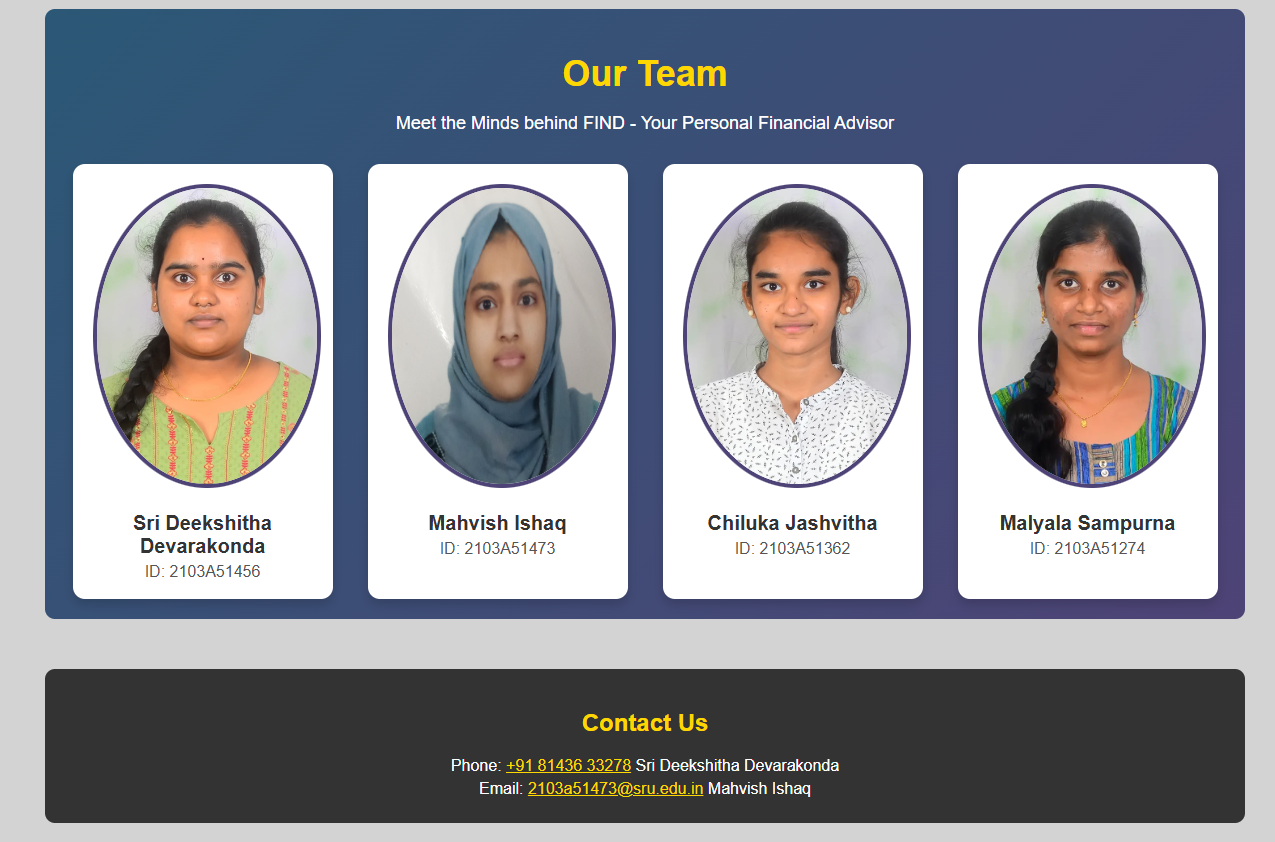 Our Team
Meet the Minds behind FIND - Your Personal Financial Advisor
Sri Deekshitha
Devarakonda
ID: 2103A51456
Mahvish Ishaq
ID: 2103A51473
Chiluka Jashvitha
ID: 2103A51362
Malyala Sampurna
ID: 2103A51274
Contact Us
Phone: +91 81436 33278 Sri Deekshitha Devarakonda
Email: 2103a51473@sru.edu.in Mahvish Ishaq